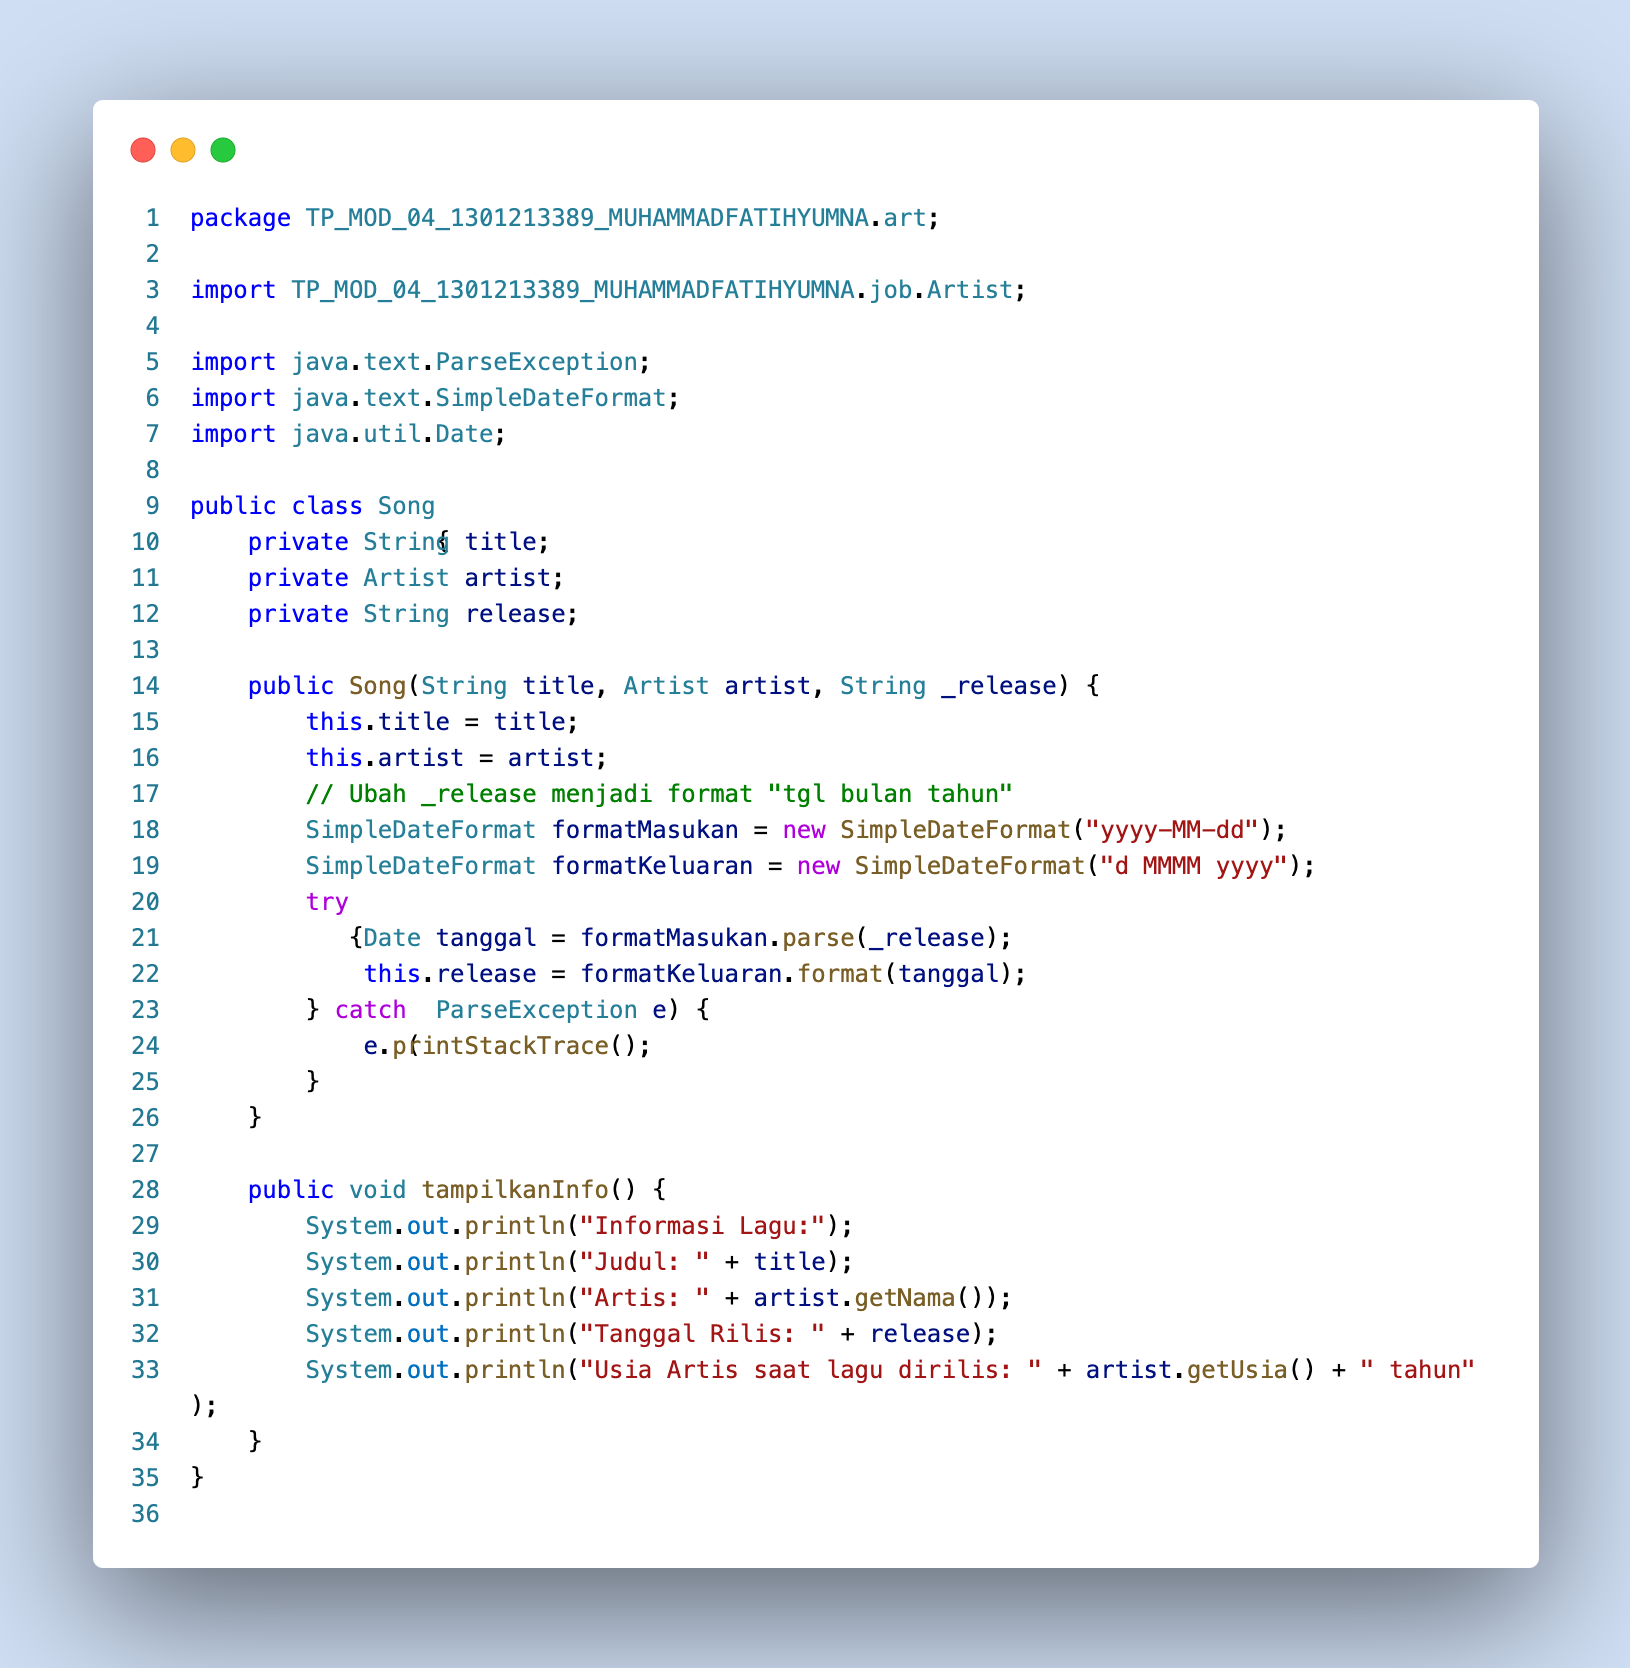 1 package TP_MOD_04_1301213389_MUHAMMADFATIHYUMNA.art;
2
3 import TP_MOD_04_1301213389_MUHAMMADFATIHYUMNA.job.Artist;
4
5 import java.text.ParseException;
6 import java.text.SimpleDateFormat;
7 import java.util.Date;
8
9 public class Song
10     private String{ title;
11     private Artist artist;
12     private String release;
13
14     public Song(String title, Artist artist, String _release) {
15         this.title = title;
16         this.artist = artist;
17         // Ubah _release menjadi format "tgl bulan tahun"
18         SimpleDateFormat formatMasukan = new SimpleDateFormat("yyyy-MM-dd");
19         SimpleDateFormat formatKeluaran = new SimpleDateFormat("d MMMM yyyy");
20         try
21            {Date tanggal = formatMasukan.parse(_release);
22             this.release = formatKeluaran.format(tanggal);
23         } catch  ParseException e) {
24             e.p(rintStackTrace();
25         }
26     }
27
28     public void tampilkanInfo() {
29         System.out.println("Informasi Lagu:");
30         System.out.println("Judul: " + title);
31         System.out.println("Artis: " + artist.getNama());
32         System.out.println("Tanggal Rilis: " + release);
33         System.out.println("Usia Artis saat lagu dirilis: " + artist.getUsia() + " tahun"
);
34     }
35 }
36